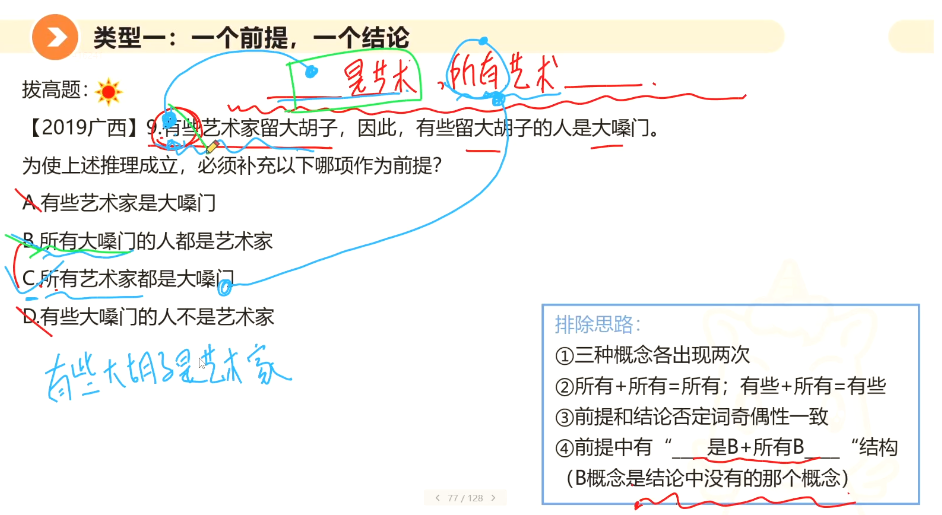 类型一：一个前提，一个结论
是艺术，所有艺术
拔高题：
【2019广西】9.有些艺术家留大胡子，因此，有些留大胡子的人是大嗓门。
为使上述推理成立，必须补充以下哪项作为前提？
A.有些艺术家是大嗓门
B.所有大嗓门的人都是艺术家
C.所有艺术家都是大嗓门
D.有些大嗓门的人不是艺术家
有些大胡子是艺术家
排除思路：
①三种概念各出现两次
②所有+所有=所有；有些+所有=有些
③前提和结论否定词奇偶性一致
④前提中有“____是B+所有B____“结构
（B概念是结论中没有的那个概念）
77 / 128